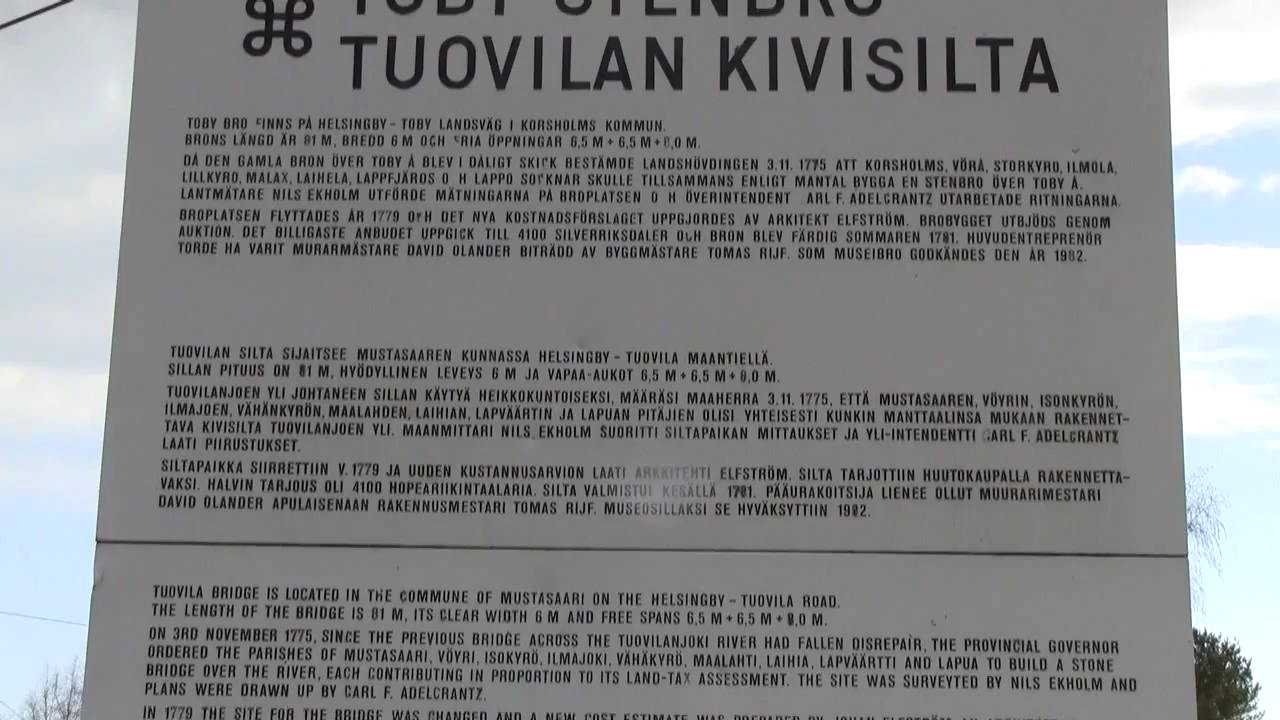 TOBY STENBRO
TUOVILAN KIVISILTA
TOBY BRO FINNS PÅ HELSINGBY – TOBY LANDSVÄG I KORSHOLMS KOMMUN.
BRONS LÄNGD ÄR 81 M, BREDD 6 M OCH FRIA ÖPPNINGAR 6,5 M + 6,5 M + 8,0 M.
DÅ DEN GAMLA BRON ÖVER TOBY Å BLEV I DÅLIGT SKICK BESTÄMDE LANDSHÖVDINGEN 3.11. 1775 ATT KORSHOLMS, VÖRÅ, STORKYRO, ILMOLA,
LILLKYRO, MALAX, LAIHELA, LAPPFJÄRDS OCH LAPPO SOCKNAR SKULLE TILLSAMMANS ENLIGT MANTAL BYGGA EN STENBRO ÖVER TOBY Å.
LANTMÄTARE NILS EKHOLM UTFÖRDE MÄTNINGARNA PÅ BROPLATSEN OCH ÖVERINTENDENT CARL F. ADELCRANTZ UTARBETADE RITNINGARNA.
BROPLATSEN FLYTTADES ÅR 1779 OCH DET NYA KOSTNADSFÖRSLAGET UPPGJORDES AV ARKITEKT ELFSTRÖM. BROBYGGET UTBJÖDS GENOM
AUKTION. DET BILLIGASTE ANBUDET UPPGICK TILL 4100 SILVERRIKSDALER OCH BRON BLEV FÄRDIG SOMMAREN 1781. HUVUDENTREPRENÖR
TORDE HA VARIT MURARMÄSTARE DAVID OLANDER BITRÄDD AV BYGGMÄSTARE TOMAS RIJF. SOM MUSEIBRO GODKÄNDES DEN ÅR 1982.
TUOVILAN SILTA SIJAITSEE MUSTASAAREN KUNNASSA HELSINGBY – TUOVILA MAANTIELLÄ.
SILLAN PITUUS ON 81 M, HYÖDYLLINEN LEVEYS 6 M JA VAPAA-AUKOT 6,5 M + 6,5 M + 8,0 M.
TUOVILANJOEN YLI JOHTANEEN SILLAN KÄYTYÄ HEIKKOKUNTOISEKSI, MÄÄRÄSI MAAHERRA 3.11. 1775, ETTÄ MUSTASAAREN, VÖYRIN, ISONKYRÖN,
ILMAJOEN, VÄHÄNKYRÖN, MAALAHDEN, LAIHIAN, LAPVÄÄRTIN JA LAPUAN PITÄJIEN OLISI YHTEISESTI KUNKIN MANTTAALINSA MUKAAN RAKENNET-
TAVA KIVISILTA TUOVILANJOEN YLI. MAANMITTARI NILS EKHOLM SUORITTI SILTAPAIKAN MITTAUKSET JA YLI-INTENDENTTI CARL F. ADELCRANTZ
LAATI PIIRUSTUKSET.
SILTAPAIKKA SIIRRETTIIN V. 1779 JA UUDEN KUSTANNUSARVION LAATI ARKKITEHTI ELFSTRÖM. SILTA TARJOTTIIN HUUTOKAUPALLA RAKENNETTA-
VAKSI. HALVIN TARJOUS OLI 4100 HOPEARIIKINTAALARIA. SILTA VALMISTUI KESÄLLÄ 1781. PÄÄURAKOITSIJA LIENEE OLLUT MUURARIMESTARI
DAVID OLANDER APULAISENAAN RAKENNUSMESTARI TOMAS RIJF. MUSEOSILLAKSI SE HYVÄKSYTTIIN 1982.
TUOVILA BRIDGE IS LOCATED IN THE COMMUNE OF MUSTASAARI ON THE HELSINGBY – TUOVILA ROAD.
THE LENGTH OF THE BRIDGE IS 81 M, ITS CLEAR WIDTH 6 M AND FREE SPANS 6,5 M + 6,5 M + 8,0 M.
ON 3RD NOVEMBER 1775, SINCE THE PREVIOUS BRIDGE ACROSS THE TUOVILANJOKI RIVER HAD FALLEN DISREPAIR, THE PROVINCIAL GOVERNOR
ORDERED THE PARISHES OF MUSTASAARI, VÖYRI, ISOKYRÖ, ILMAJOKI, VÄHÄKYRÖ, MAALAHTI, LAIHIA, LAPVÄÄRTTI AND LAPUA TO BUILD A STONE
BRIDGE OVER THE RIVER, EACH CONTRIBUTING IN PROPORTION TO ITS LAND-TAX ASSESSMENT. THE SITE WAS SURVEYTED BY NILS EKHOLM AND
PLANS WERE DRAWN UP BY CARL F. ADELCRANTZ.
IN 1779 THE SITE FOR THE BRIDGE WAS CHANGED AND A NEW COST ESTIMATE WAS PREPARED BY JOHAN ELFSTRÖM AN ARCHITECT